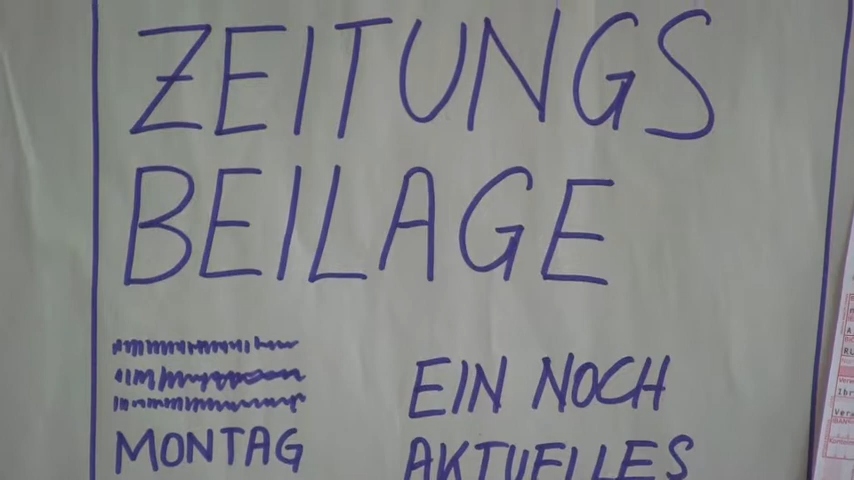 ZEITUNGS
BEILAGE
MONTAG
EIN NOCH
AKTUELLES